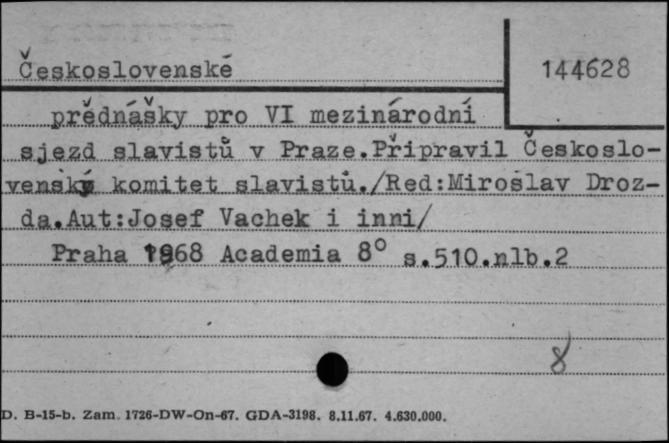 Československé
144628
přednášky pro VI mezinárodní
sjezd slavistů v Praze.Připravil Českoslo-
venský komitet slavistů./Red:Miroslav Droz-
da.Aut:Josef Vachek i inni/
Praha 1968 Academia 8° s.510.nlb.2
8
D. B-15-b. Zam. 1726-DW-On-67. GDA-3198. 8.11.67. 4.630.000.